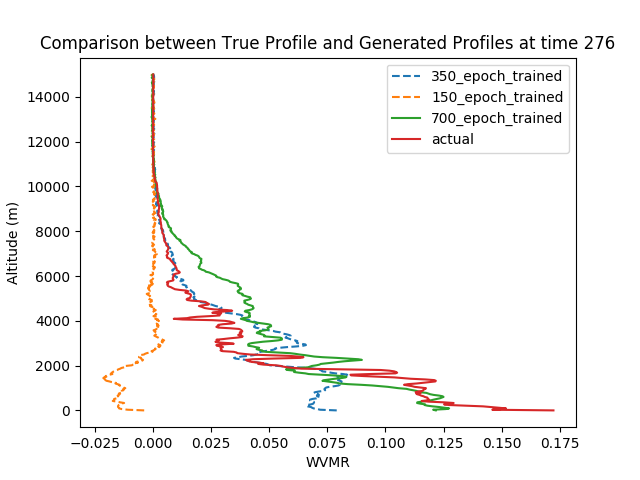 Comparison between True Profile and Generated Profiles at time 276
350_epoch_trained
150_epoch_trained
700_epoch_trained
actual
Altitude (m)
14000
12000
10000
8000
6000
4000
2000
0
−0.025
0.000
0.025
0.050
0.075
0.100
0.125
0.150
0.175
WVMR